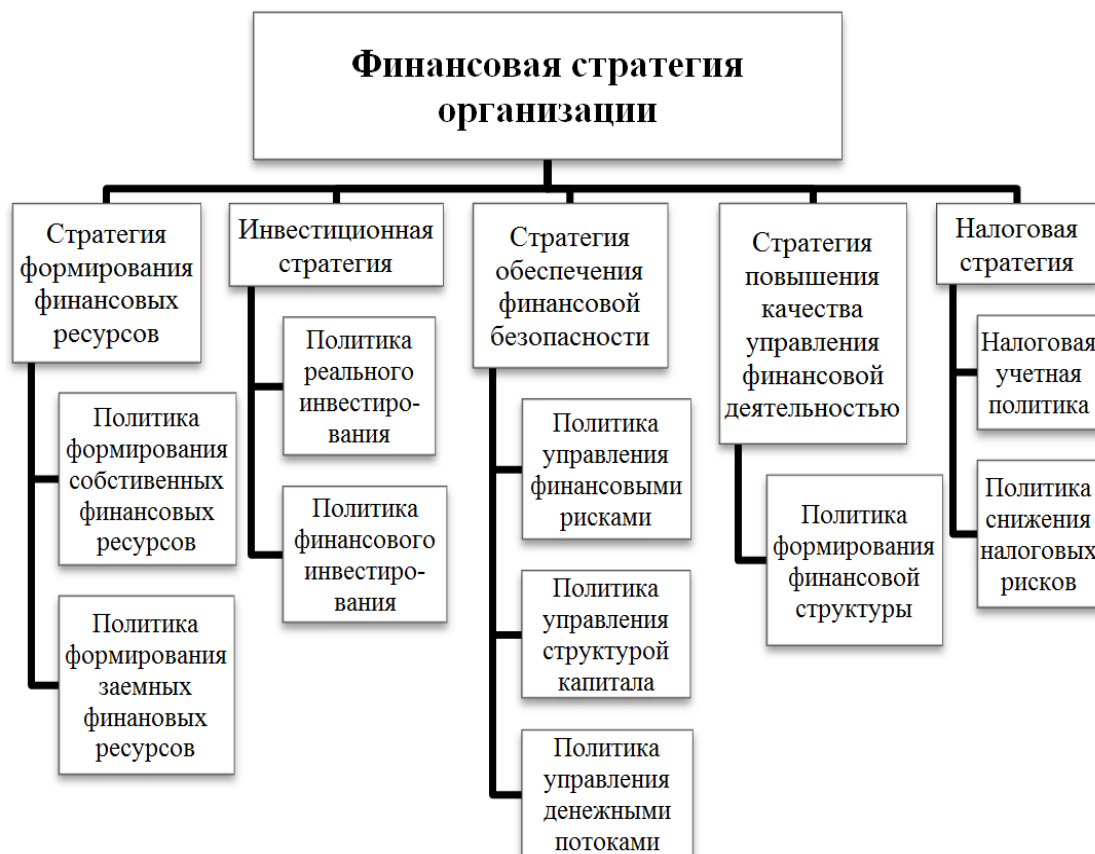 Финансовая стратегия
организации
Стратегия
формирования
финансовых
ресурсов
Политика
формирования
собстивенных
финансовых
ресурсов
Политика
формирования
заемных
финановых
ресурсов
Инвестиционная
стратегия
Политика
реального
инвестиро-
вания
Политика
финансового
инвестиро-
вания
Стратегия
обеспечения
финансовой
безопасности
Политика
управления
финансовыми
рисками
Политика
управления
структурой
капитала
Политика
управления
денежными
потоками
Стратегия
повышения
качества
управления
финансовой
деятельностью
Политика
формирования
финансовой
структуры
Налоговая
стратегия
Налоговая
учетная
политика
Политика
снижения
налоговых
рисков